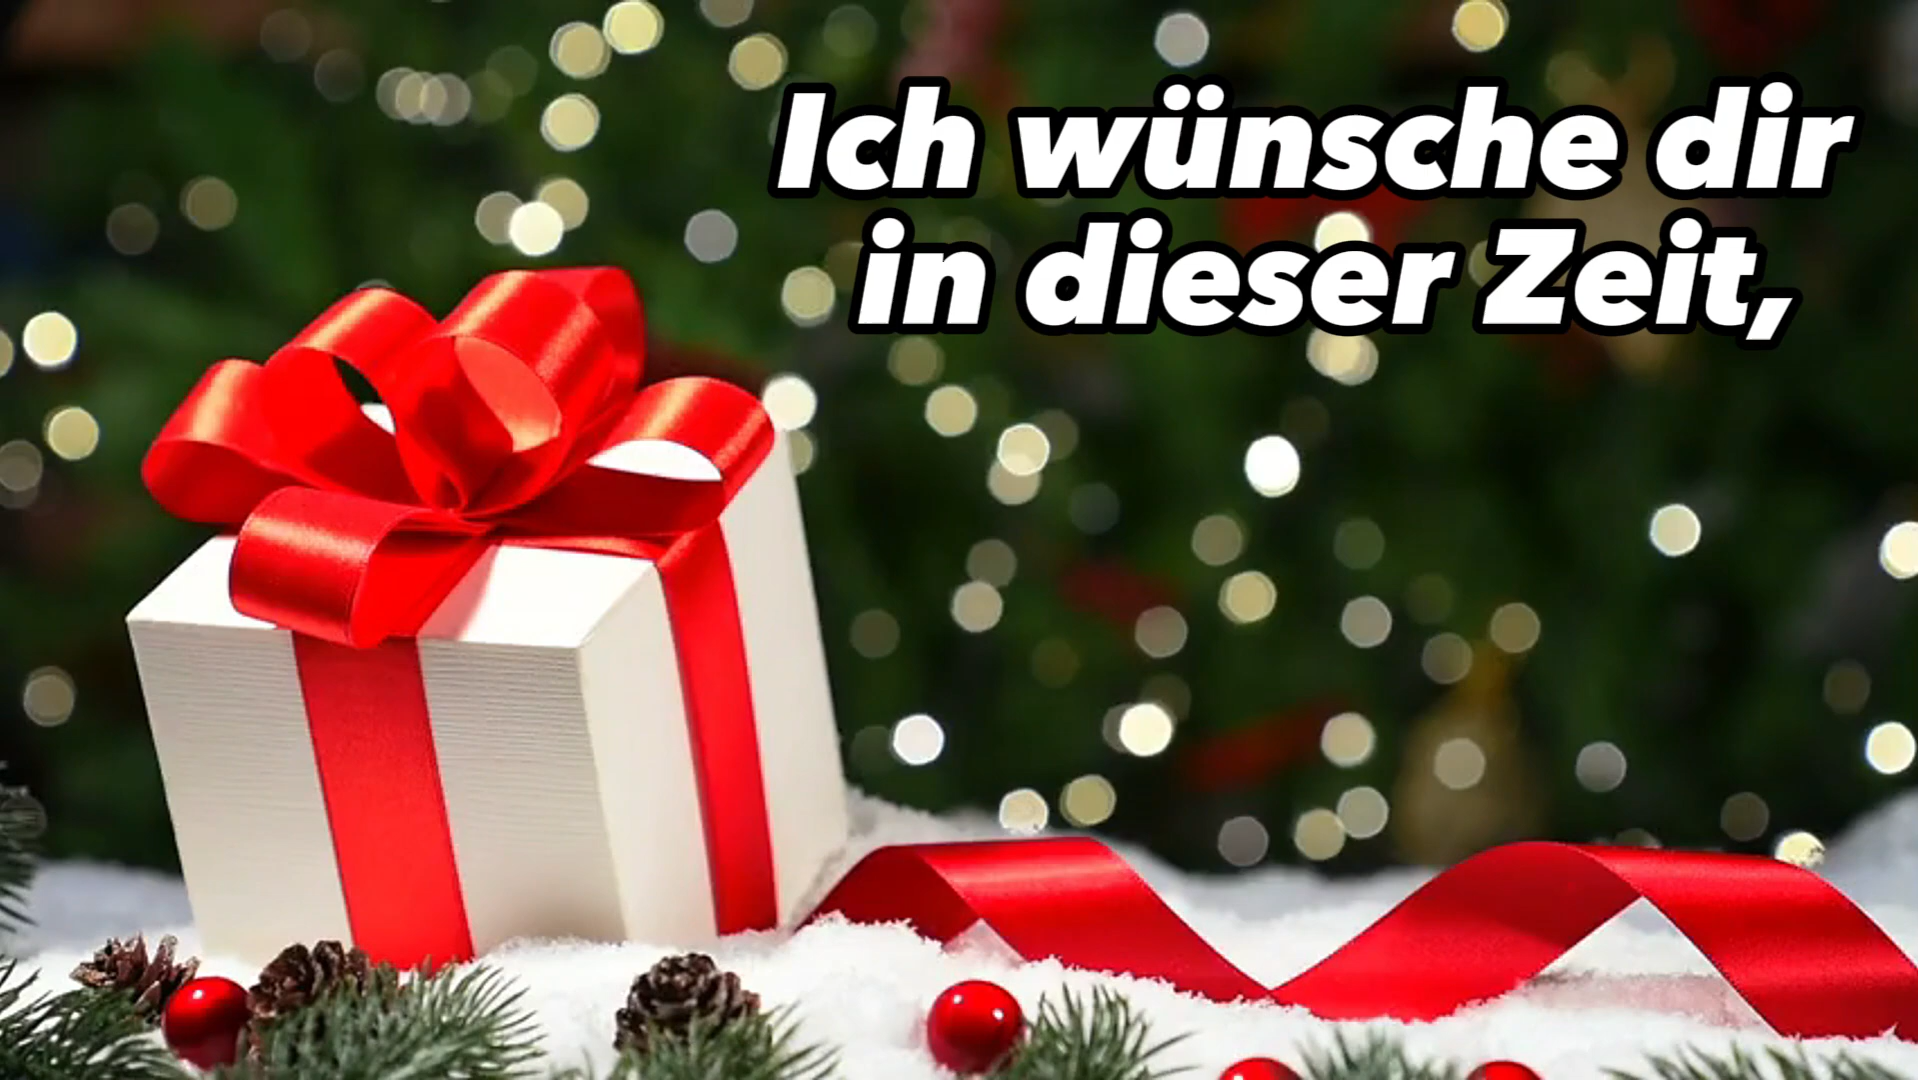 Ich wünsche dir
in dieser Zeit,